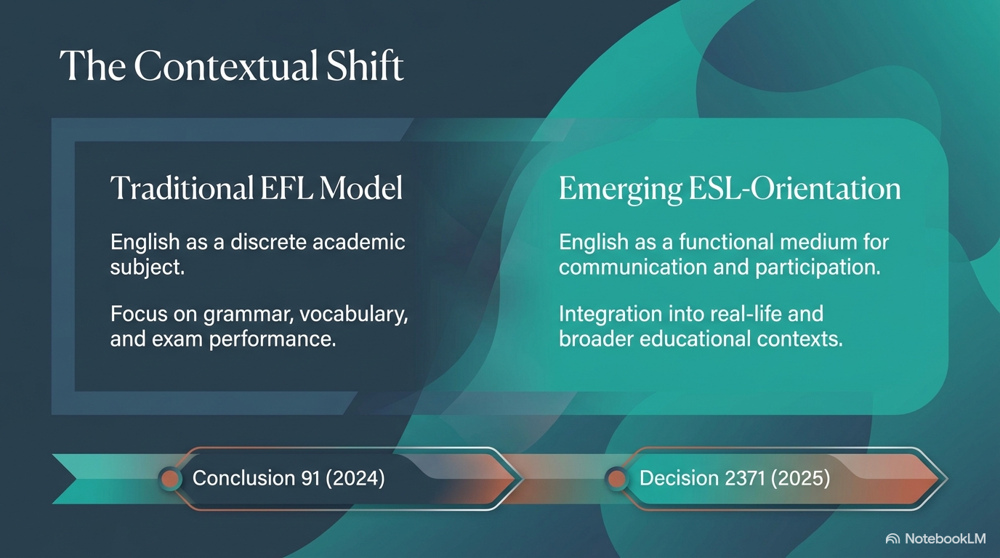 The Contextual Shift
Traditional EFL Model
English as a discrete academic
subject.
Focus on grammar, vocabulary,
and exam performance.
Emerging ESL-Orientation
English as a functional medium for
communication and participation.
Integration into real-life and
broader educational contexts.
Conclusion 91 (2024)
Decision 2371 (2025)
NotebookLM